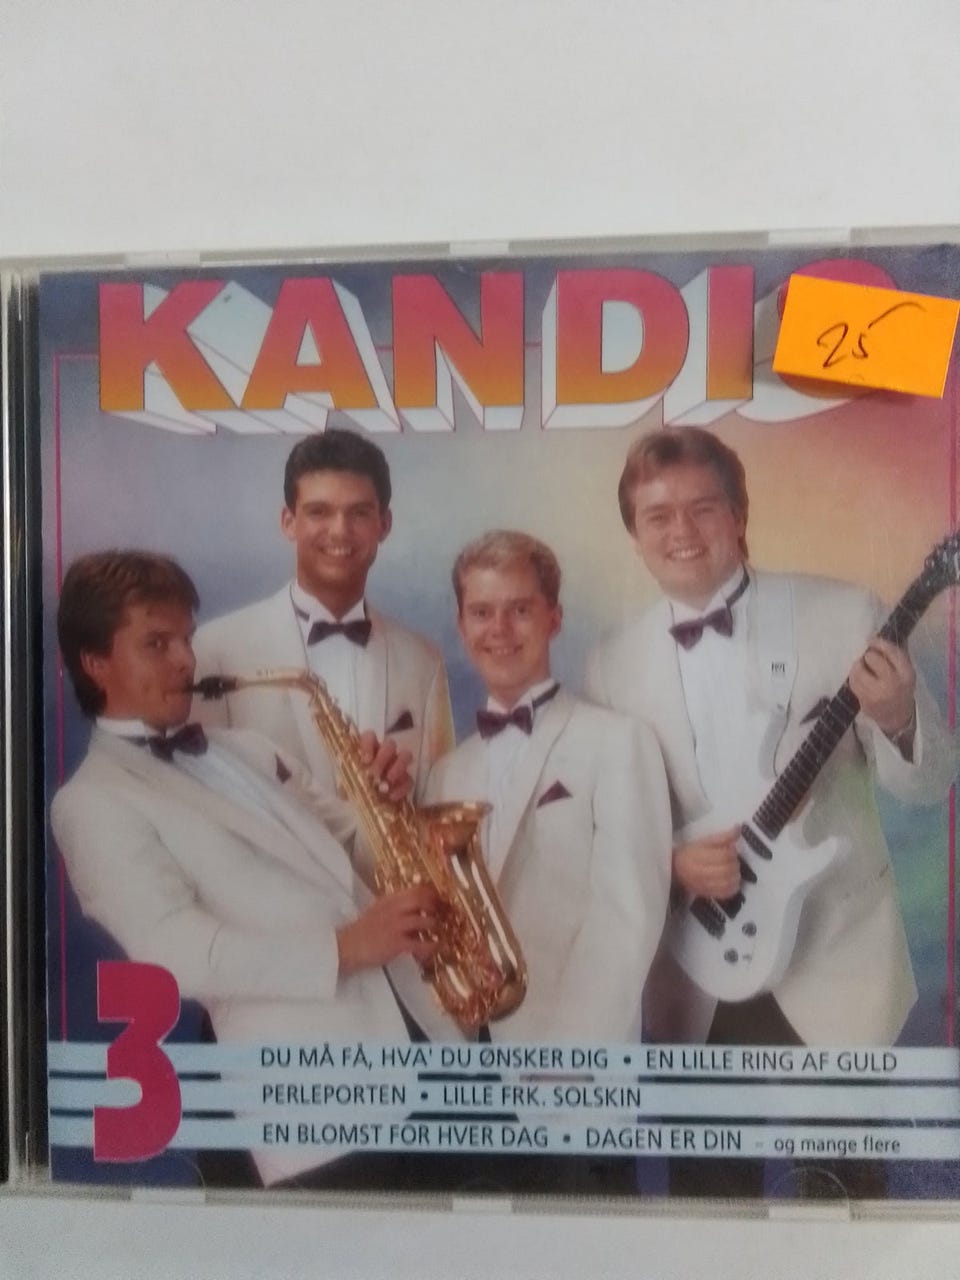 KANDIS
25
3
DU MÅ FÅ, HVA' DU ØNSKER DIG • EN LILLE RING AF GULD
PERLEPORTEN • LILLE FRK. SOLSKIN
EN BLOMST FOR HVER DAG • DAGEN ER DIN - og mange flere